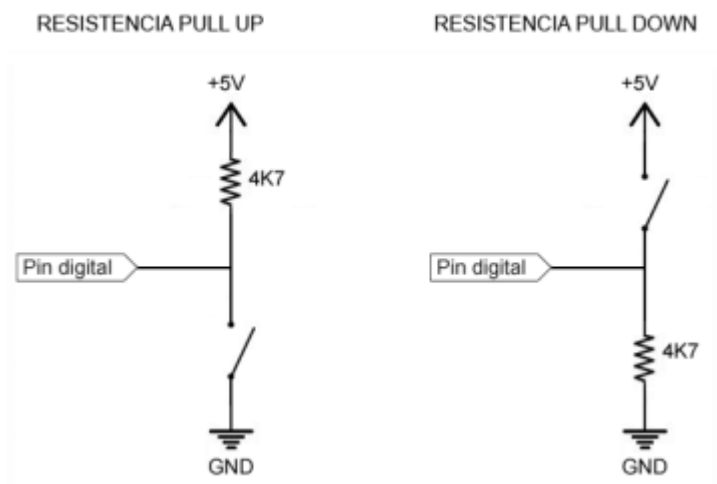 RESISTENCIA PULL UP
RESISTENCIA PULL DOWN
+5V
4K7
Pin digital
GND
+5V
Pin digital
4K7
GND